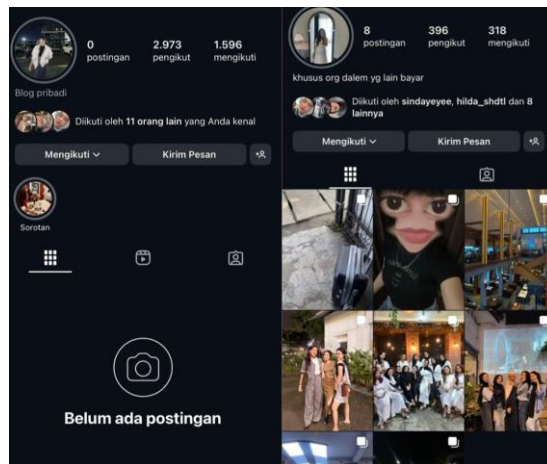 0
postingan
2.973
pengikut
1.596
mengikuti
Blog pribadi
Diikuti oleh 11 orang lain yang Anda kenal
Mengikuti
Kirim Pesan
Sorotan
Belum ada postingan
8
postingan
396
pengikut
318
mengikuti
khusus org dalem yg lain bayar
Diikuti oleh sindayeyee, hilda_shdtl dan 8
lainnya
Mengikuti
Kirim Pesan